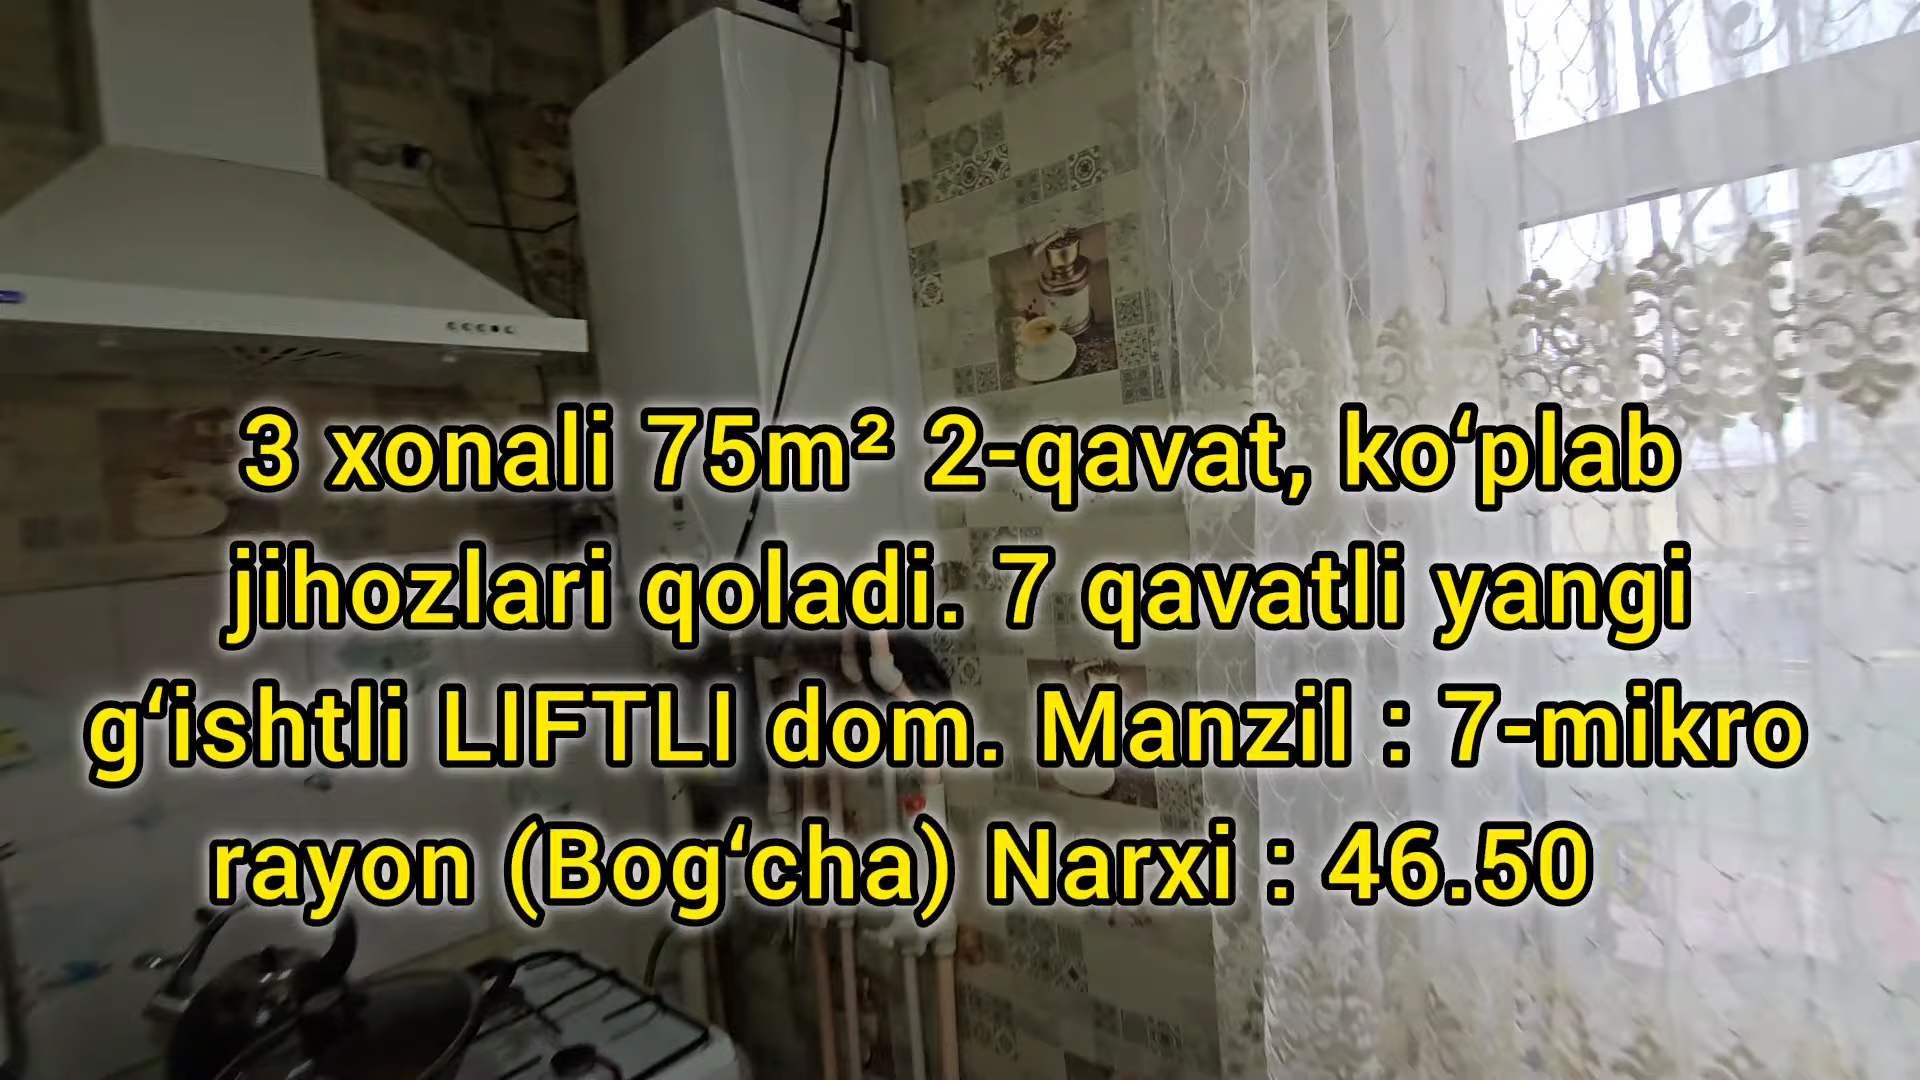 3 xonali 75m² 2-qavat, ko‘plab
jihozlari qoladi. 7 qavatli yangi
g‘ishtli LIFTLI dom. Manzil : 7-mikro
rayon (Bog‘cha) Narxi : 46.50